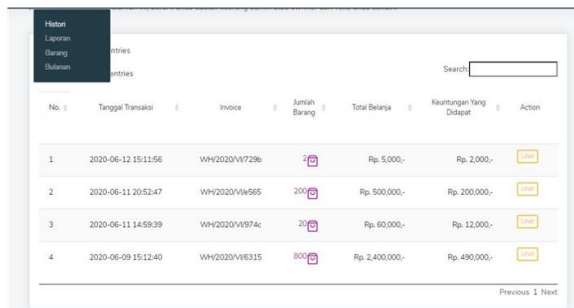 Histori
Laporan
Barang
Bulanan
ntries
entries
Search:
No. Tanggal Transaksi Invoice Jumlah Barang Total Belanja Keuntungan Yang Didapat Action
1 2020-06-12 15:11:56 WH/2020/VI/729b 2 Rp. 5,000,- Rp. 2,000,- Lihat
2 2020-06-11 20:52:47 WH/2020/VI/e565 200 Rp. 500,000,- Rp. 200,000,- Lihat
3 2020-06-11 14:59:39 WH/2020/VI/974c 20 Rp. 60,000,- Rp. 12,000,- Lihat
4 2020-06-09 15:12:40 WH/2020/VI/6315 800 Rp. 2,400,000,- Rp. 490,000,- Lihat
Previous 1 Next